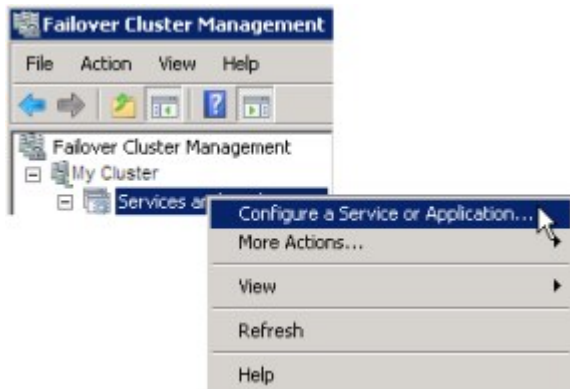 Failover Cluster Management
File Action View Help
Failover Cluster Management
My Cluster
Services
Configure a Service or Application...
More Actions...
View
Refresh
Help